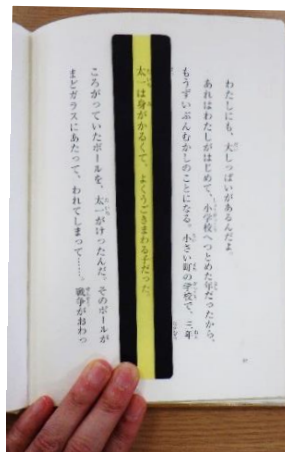 わたしにも、大しっぱいがあるんだよ。
あれはわたしがはじめて、小学校へつとめた年だったから、
もうずいぶんむかしのことになる。小さい町の学校で、三年
太一は身がかるくて、よくうごきまわる子だった。
ころがっていたボールを、太一がけったんだ。そのボールが
まどガラスにあたって、われてしまって……。戦争がおわっ